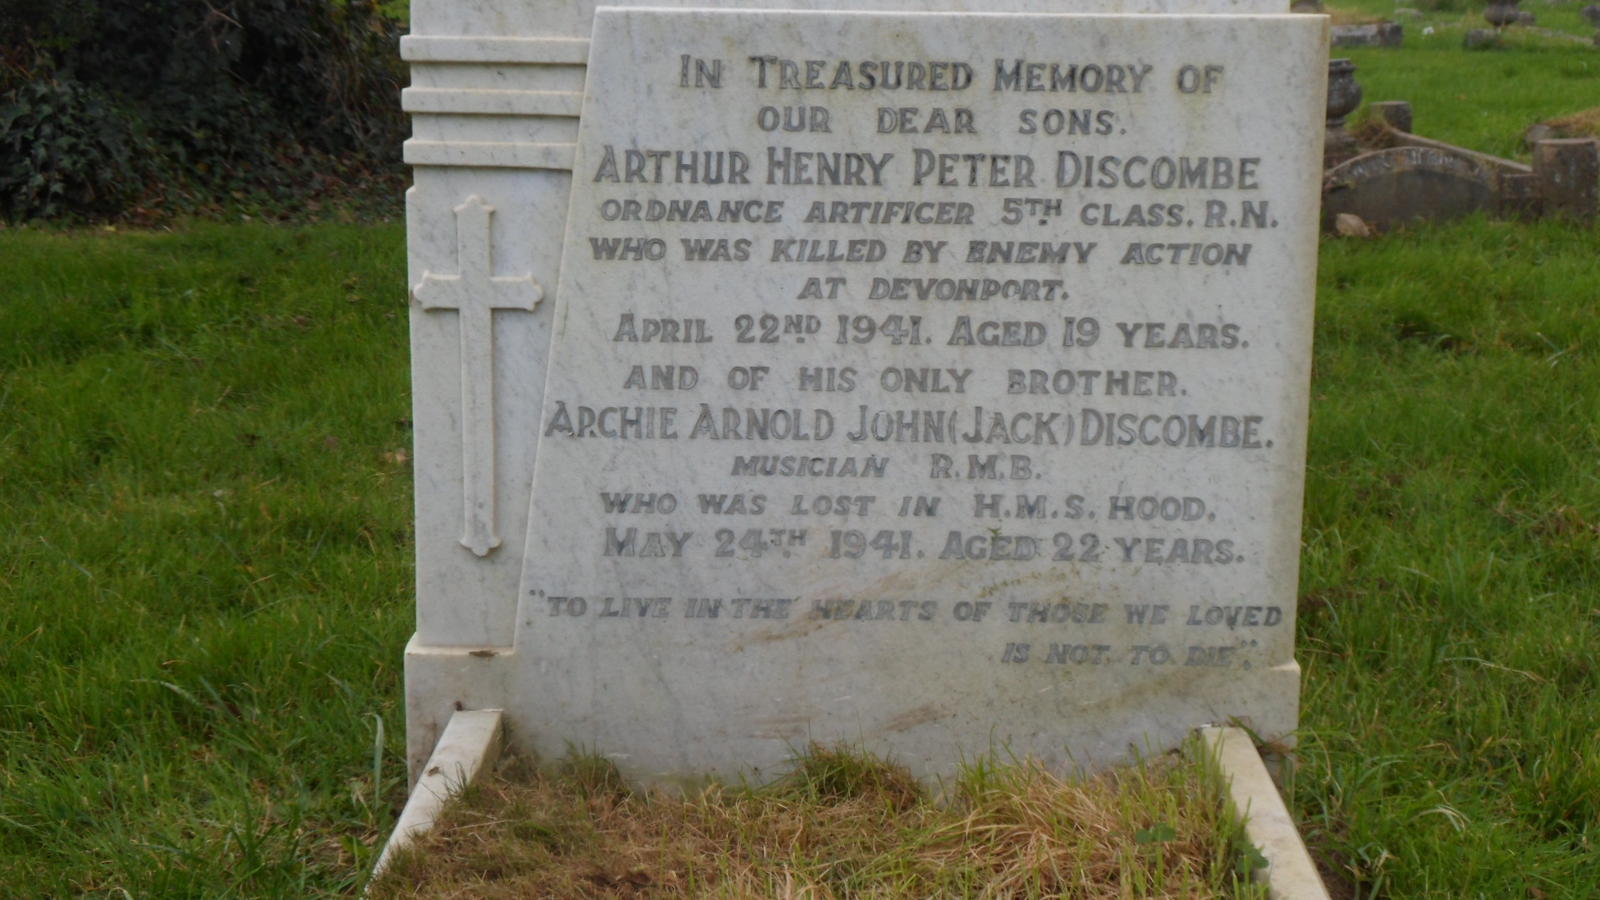 IN TREASURED MEMORY OF
OUR DEAR SONS.
ARTHUR HENRY PETER DISCOMBE
ORDNANCE ARTIFICER 5TH CLASS. R.N.
WHO WAS KILLED BY ENEMY ACTION
AT DEVONPORT.
APRIL 22ND 1941. AGED 19 YEARS.
AND OF HIS ONLY BROTHER.
ARCHIE ARNOLD JOHN (JACK) DISCOMBE.
MUSICIAN R.M.B.
WHO WAS LOST IN H.M.S. HOOD.
MAY 24TH 1941. AGED 22 YEARS.
"TO LIVE IN THE HEARTS OF THOSE WE LOVED
IS NOT TO DIE".